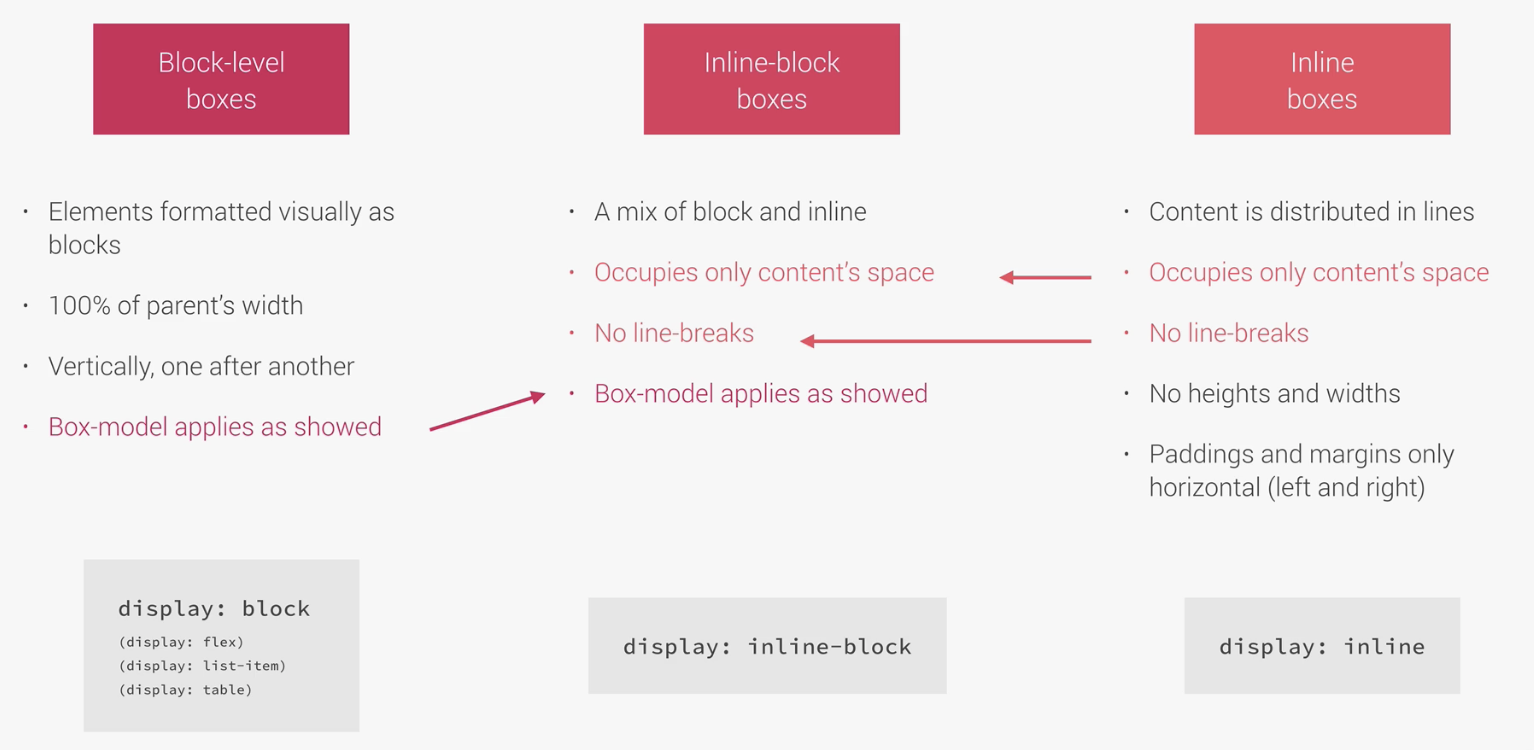 Block-level
boxes
Elements formatted visually as
blocks
100% of parent's width
Vertically, one after another
Box-model applies as showed
display: block
(display: flex)
(display: list-item)
(display: table)
Inline-block
boxes
A mix of block and inline
Occupies only content's space
No line-breaks
Box-model applies as showed
display: inline-block
Inline
boxes
Content is distributed in lines
Occupies only content's space
No line-breaks
No heights and widths
Paddings and margins only
horizontal (left and right)
display: inline